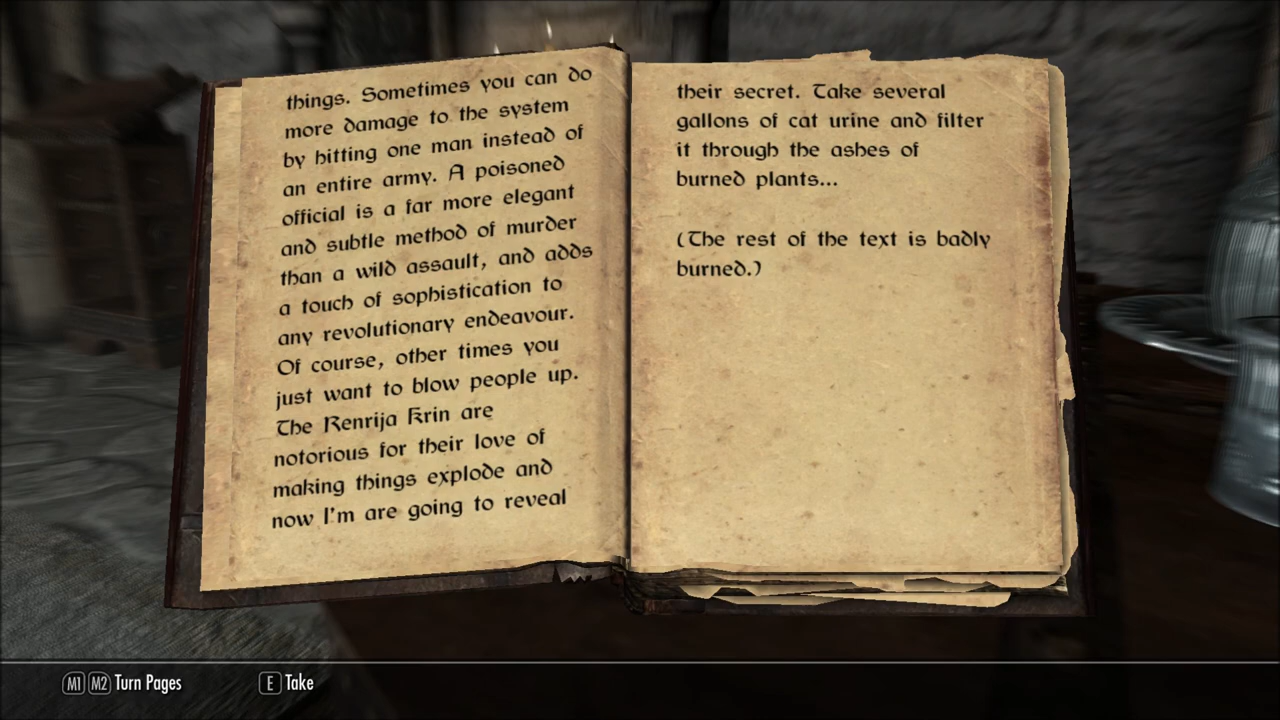 things. Sometimes you can do
more damage to the system
by hitting one man instead of
an entire army. A poisoned
official is a far more elegant
and subtle method of murder
than a wild assault, and adds
a touch of sophistication to
any revolutionary endeavour.
Of course, other times you
just want to blow people up.
The Renrija Krin are
notorious for their love of
making things explode and
now I'm are going to reveal
their secret. Take several
gallons of cat urine and filter
it through the ashes of
burned plants...
(The rest of the text is badly
burned.)
M1 M2 Turn Pages
E Take